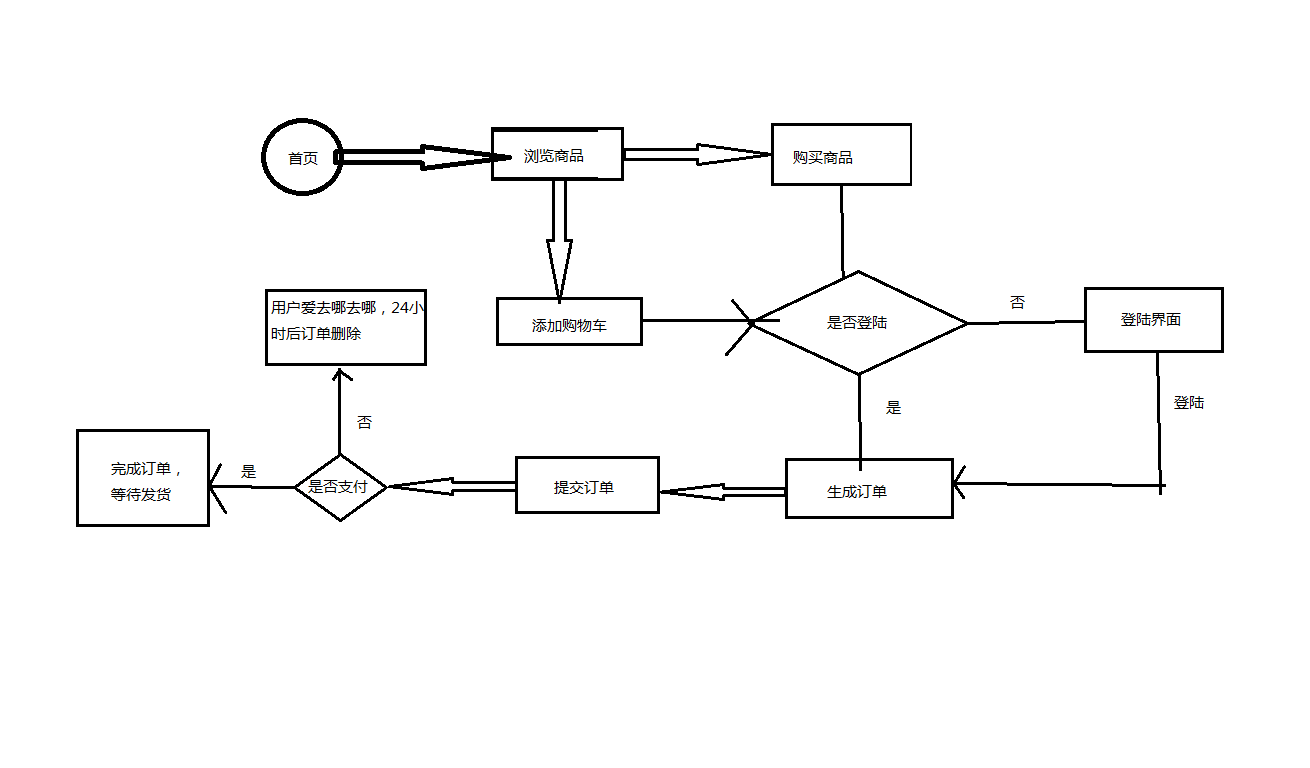 首页
浏览商品
购买商品
用户爱去哪去哪，24小
时后订单删除
添加购物车
是否登陆
否
登陆界面
登陆
是
否
完成订单，
等待发货
是
是否支付
提交订单
生成订单